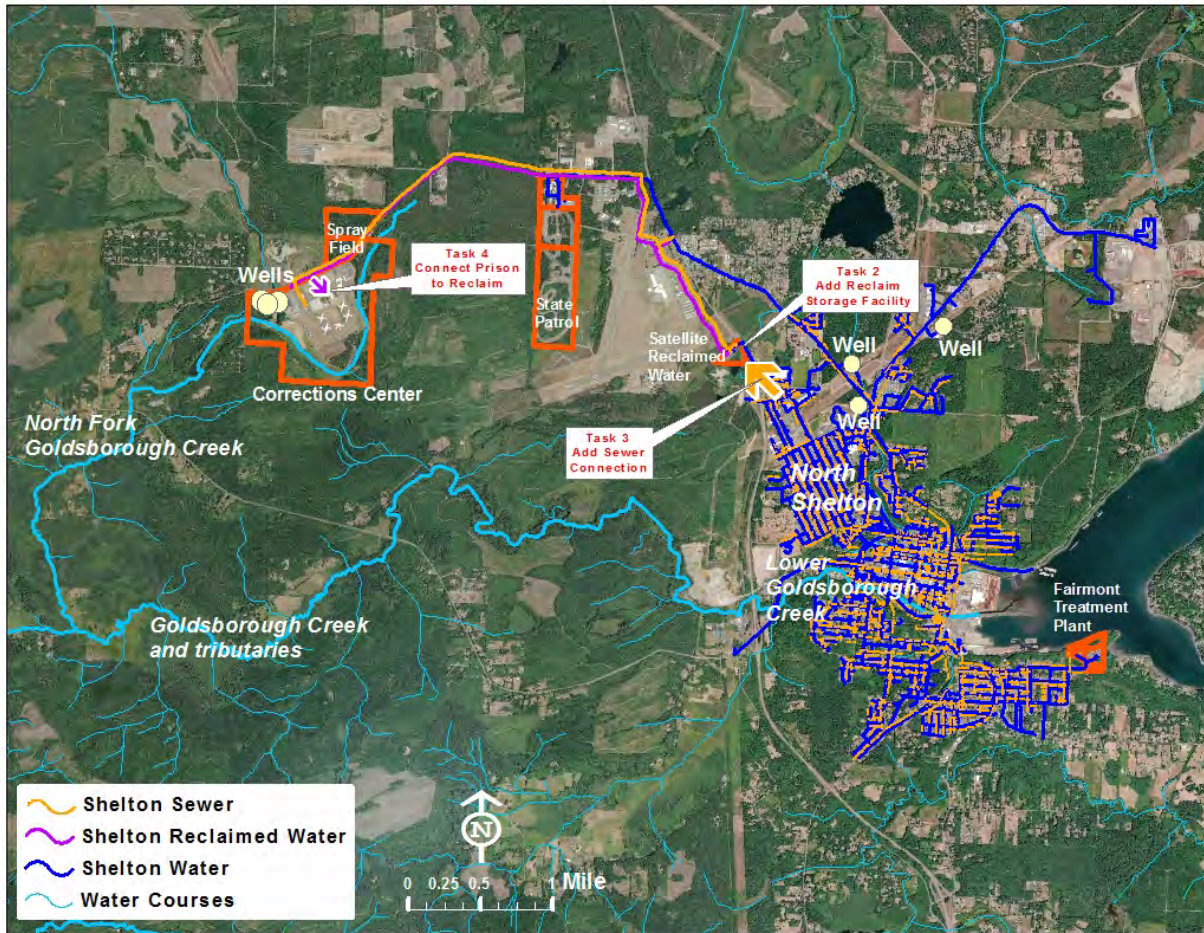 Spray
Field
Wells
Task 4
Connect Prison
to Reclaim
Corrections Center
State
Patrol
Task 2
Add Reclaim
Storage Facility
Satellite
Reclaimed
Water
Well
Well
Well
Task 3
Add Sewer
Connection
North Fork
Goldsborough Creek
North
Shelton
Lower
Goldsborough
Creek
Goldsborough Creek
and tributaries
Fairmont
Treatment
Plant
Shelton Sewer
Shelton Reclaimed Water
Shelton Water
Water Courses
N
0 0.25 0.5 1 Mile